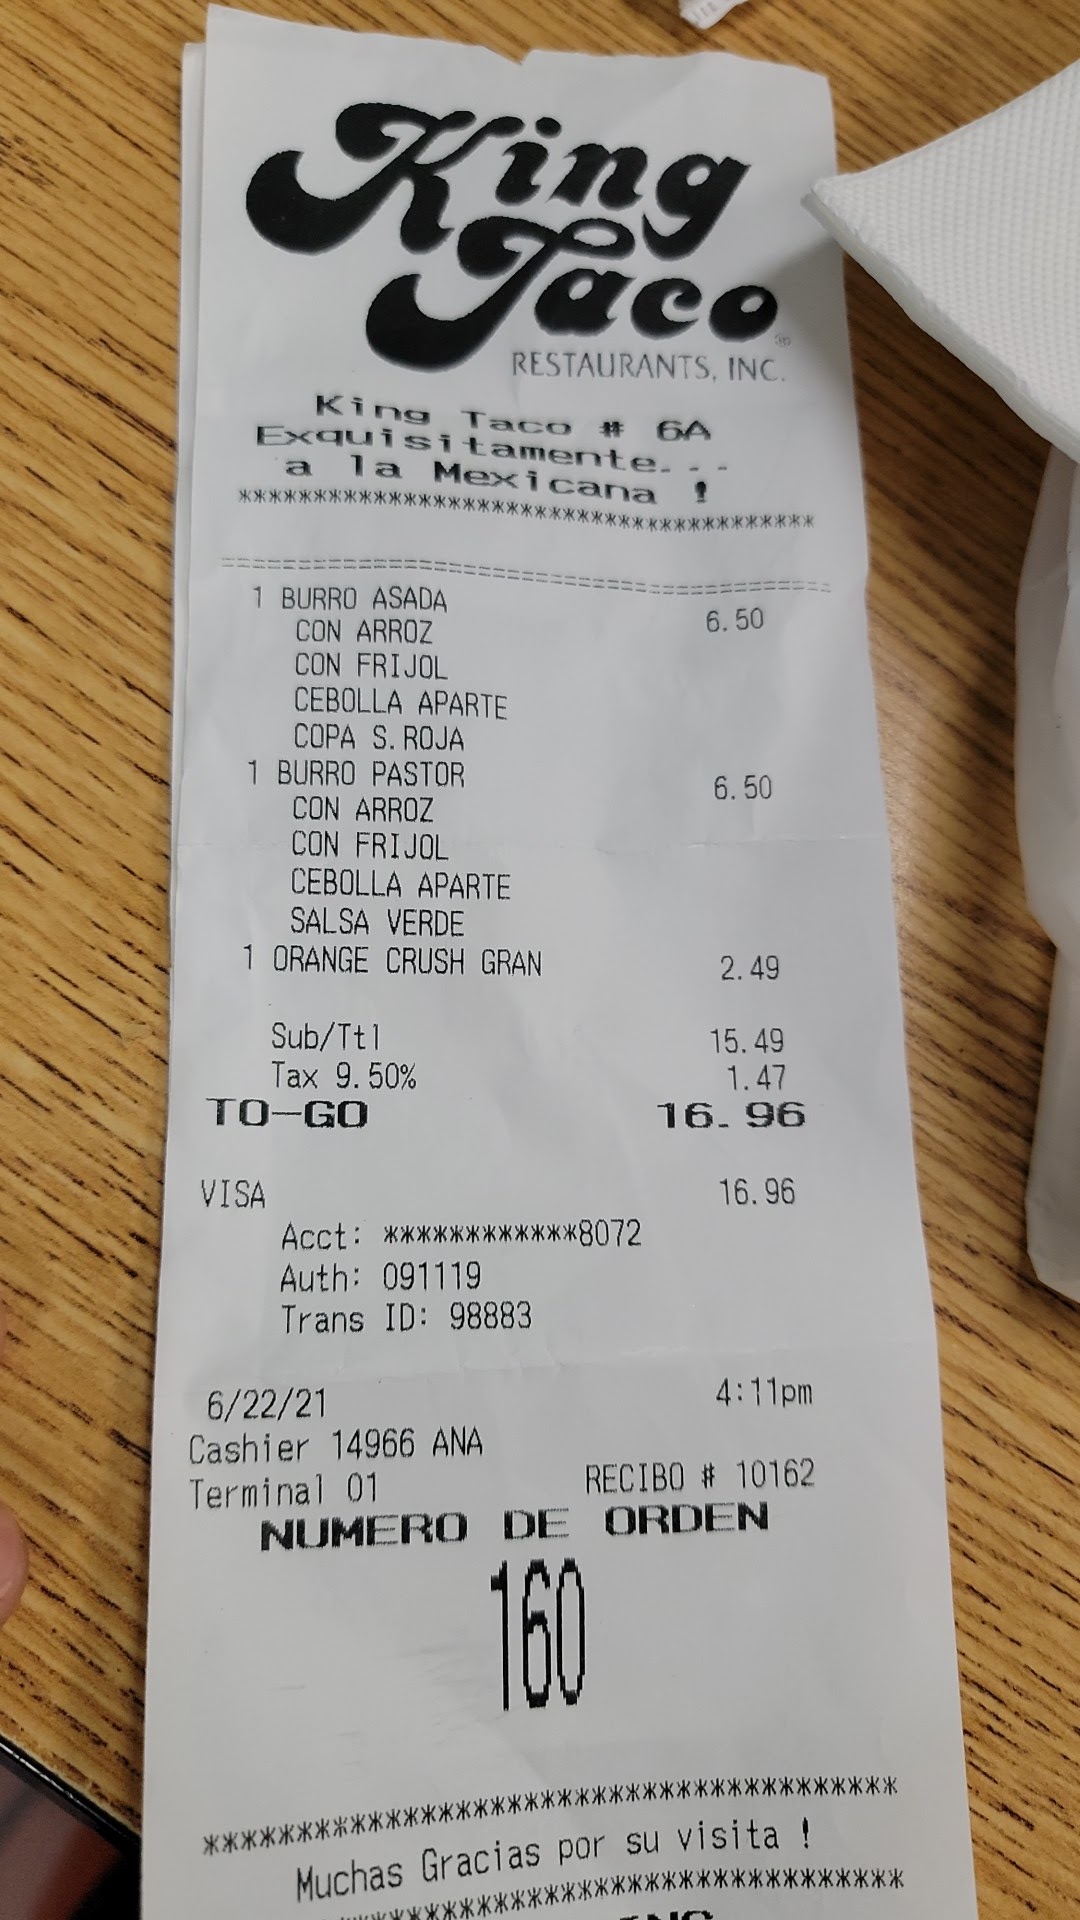 King
Taco®
RESTAURANTS, INC.
King Taco # 6A
Exquisitamente...
a la Mexicana !
****************************************
========================================
1 BURRO ASADA 6.50
CON ARROZ
CON FRIJOL
CEBOLLA APARTE
COPA S.ROJA
1 BURRO PASTOR 6.50
CON ARROZ
CON FRIJOL
CEBOLLA APARTE
SALSA VERDE
1 ORANGE CRUSH GRAN 2.49
Sub/Ttl 15.49
Tax 9.50% 1.47
TO-GO 16.96
VISA 16.96
Acct: ************8072
Auth: 091119
Trans ID: 98883
6/22/21 4:11pm
Cashier 14966 ANA
Terminal 01 RECIBO # 10162
NUMERO DE ORDEN
160
****************************************
Muchas Gracias por su visita !
****************************************